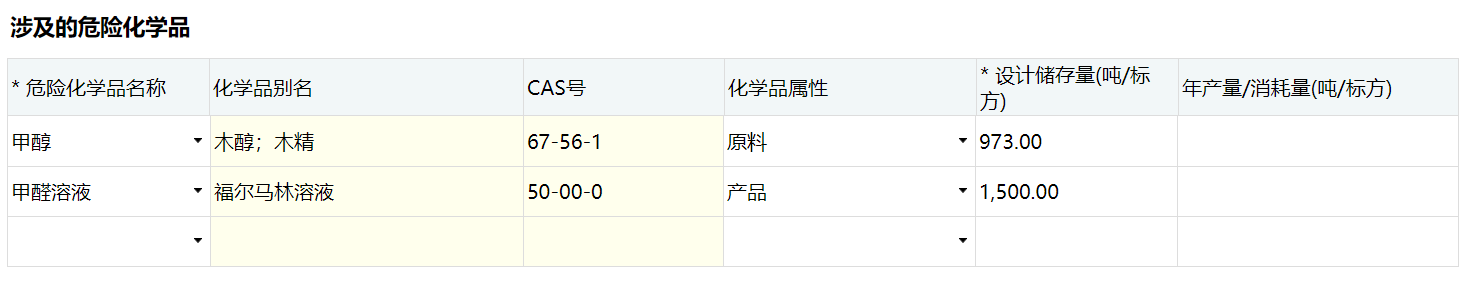 涉及的危险化学品
* 危险化学品名称 化学品别名 CAS号 化学品属性 * 设计储存量(吨/标方) 年产量/消耗量(吨/标方)
甲醇 木醇；木精 67-56-1 原料 973.00
甲醛溶液 福尔马林溶液 50-00-0 产品 1,500.00